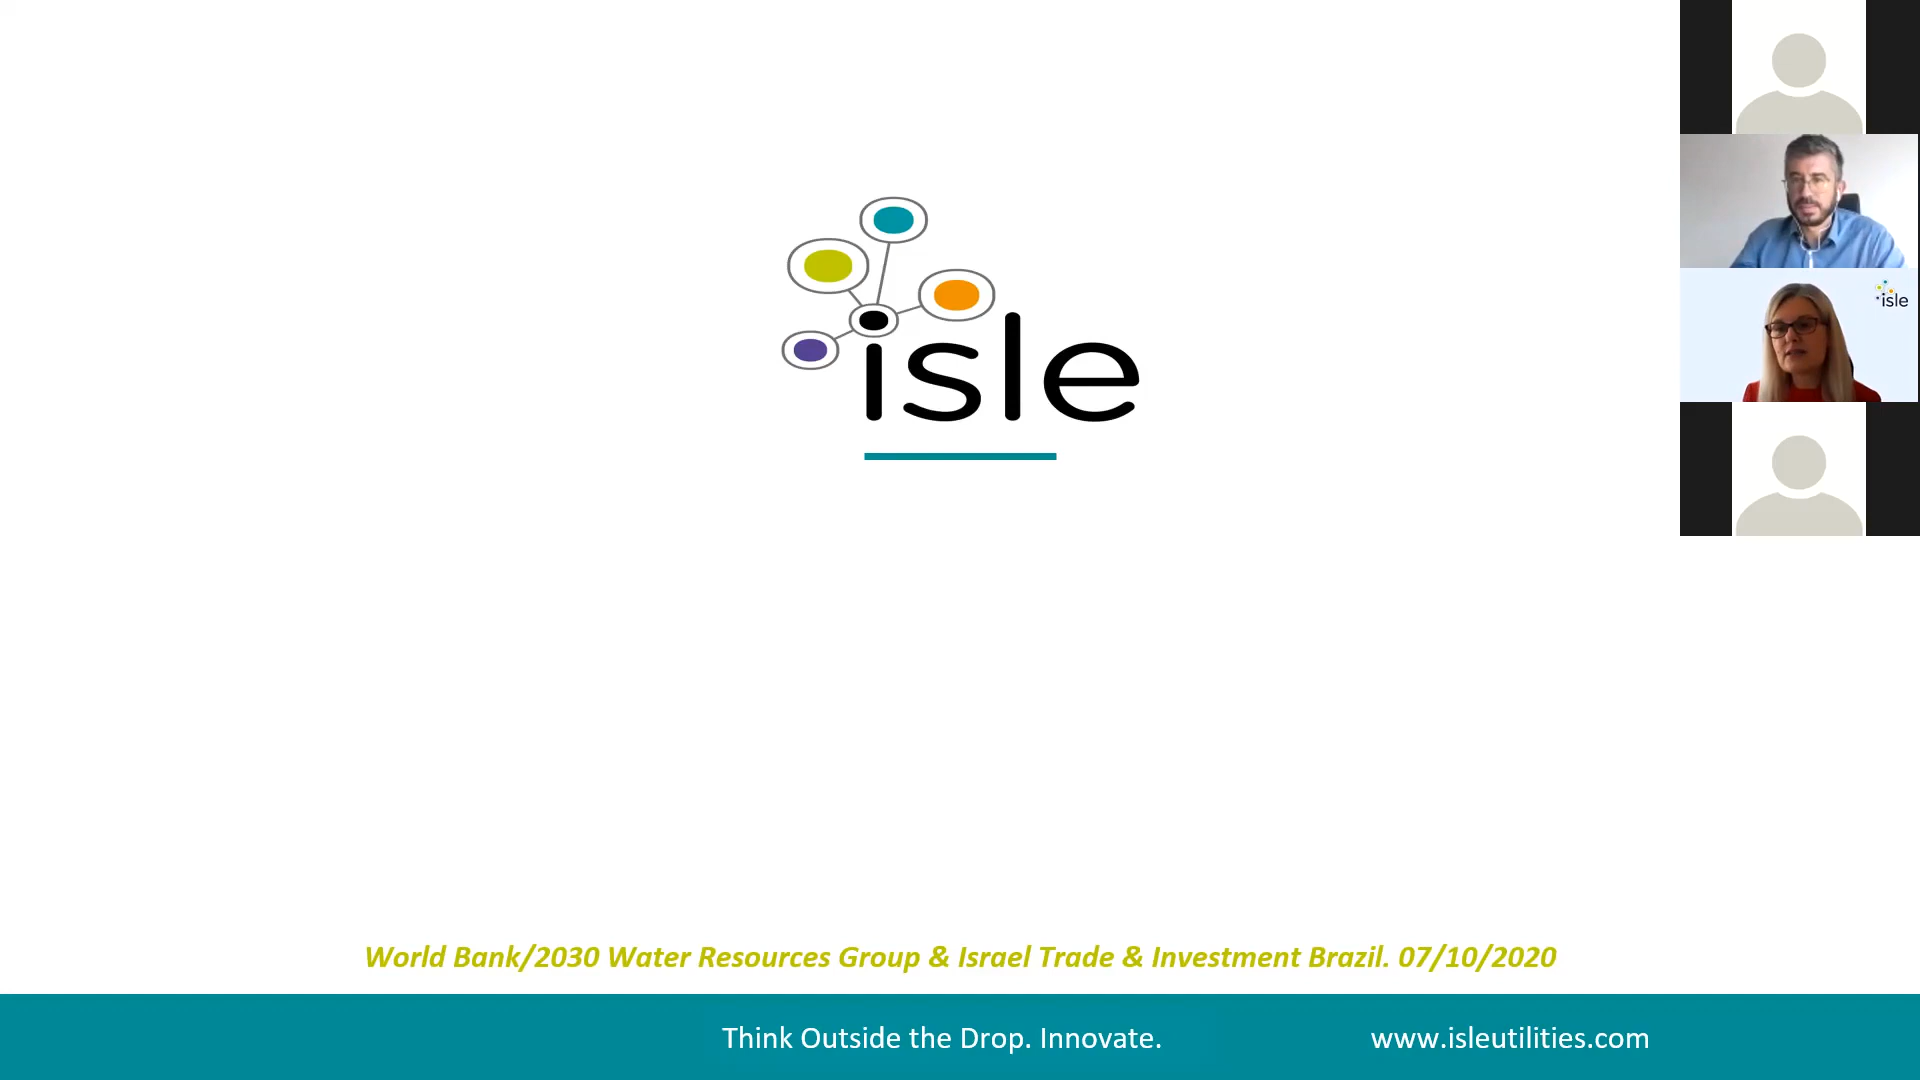 isle
isle
World Bank/2030 Water Resources Group & Israel Trade & Investment Brazil. 07/10/2020
Think Outside the Drop. Innovate.
www.isleutilities.com